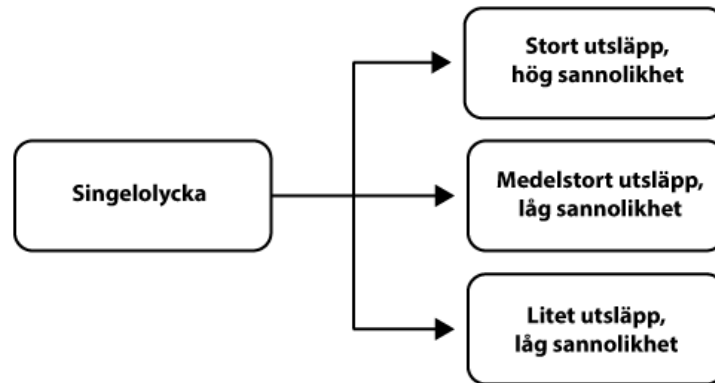 Stort utsläpp,
hög sannolikhet
Singelolycka
Medelstort utsläpp,
låg sannolikhet
Litet utsläpp,
låg sannolikhet